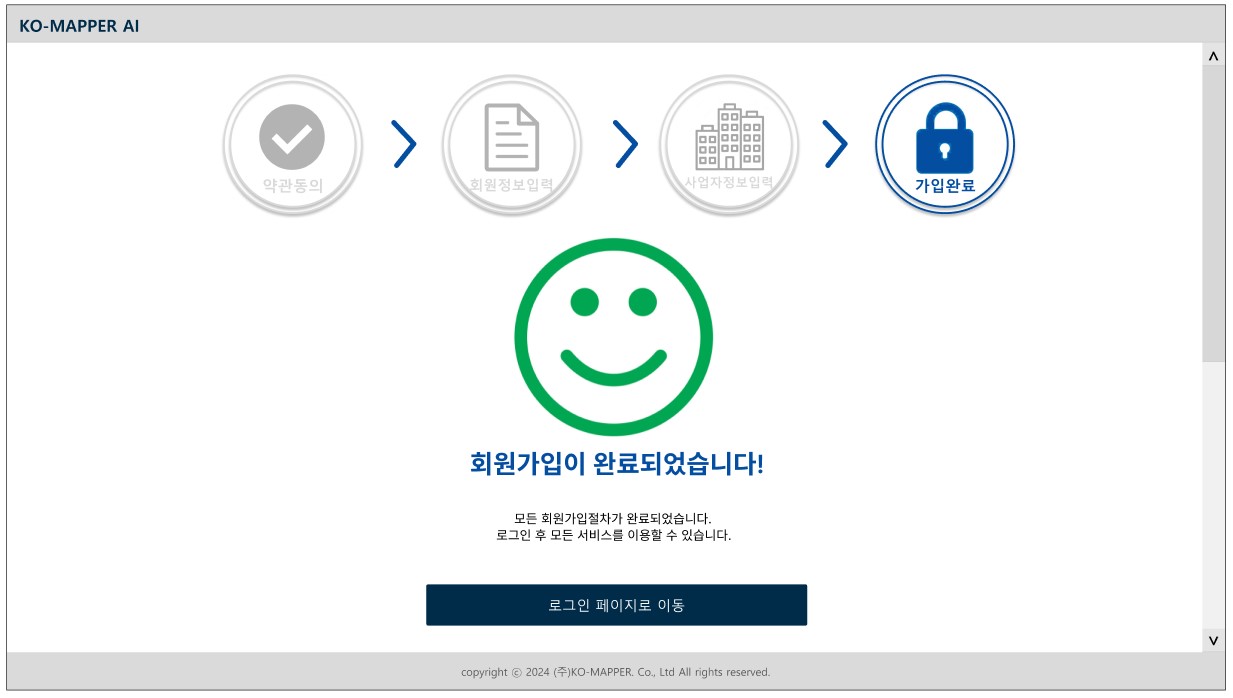 KO-MAPPER AI
약관동의
회원정보입력
사업자정보입력
가입완료
회원가입이 완료되었습니다!
모든 회원가입절차가 완료되었습니다.
로그인 후 모든 서비스를 이용할 수 있습니다.
로그인 페이지로 이동
copyright ⓒ 2024 (주)KO-MAPPER. Co., Ltd All rights reserved.